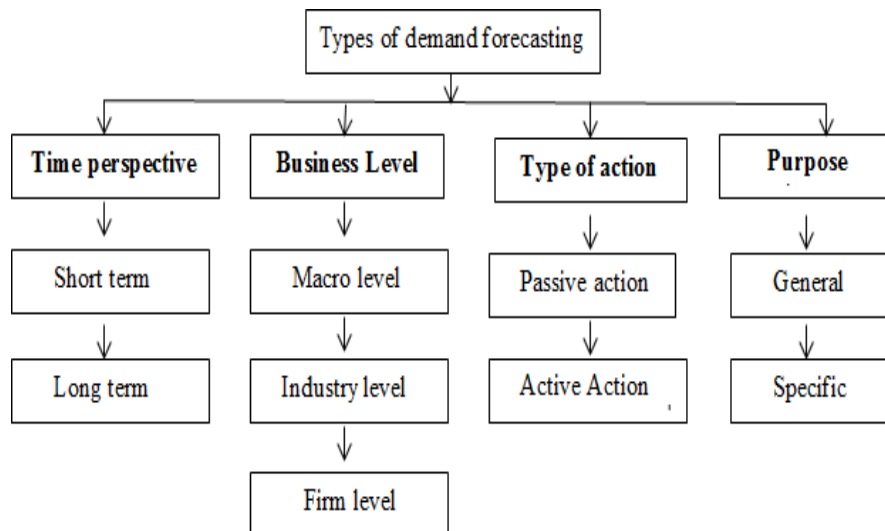 Types of demand forecasting
Time perspective
Business Level
Type of action
Purpose
Short term
Macro level
Passive action
General
Long term
Industry level
Active Action
Specific
Firm level